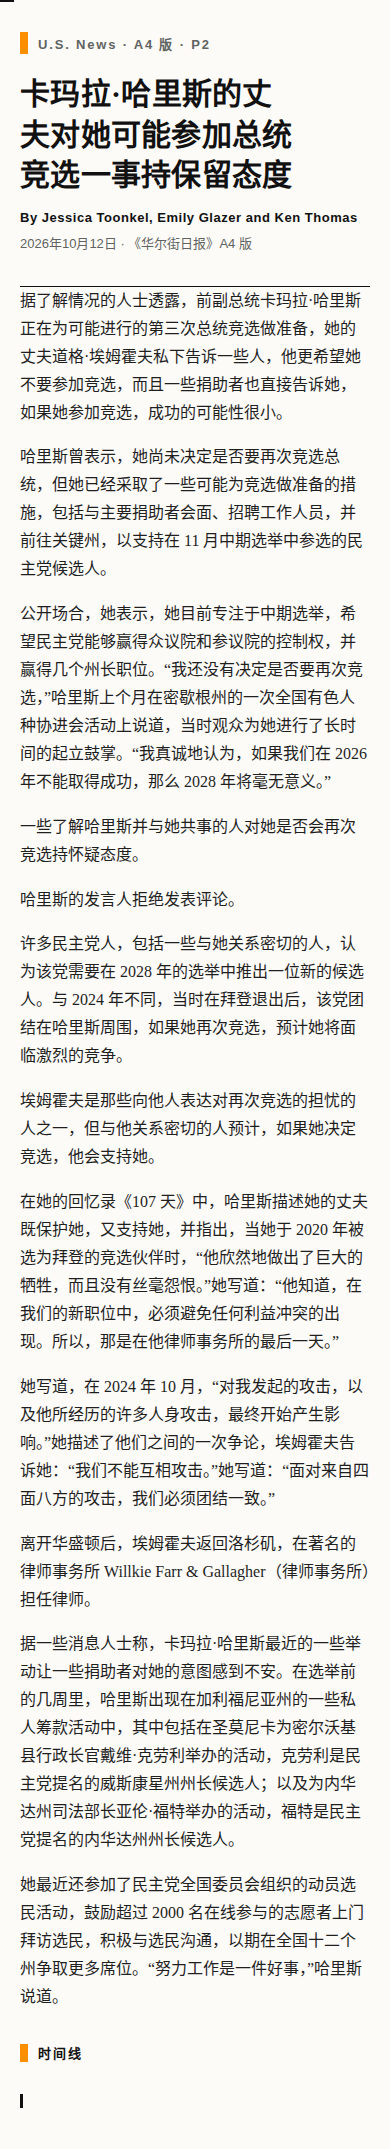 U.S. News · A4 版 · P2
卡玛拉·哈里斯的丈
夫对她可能参加总统
竞选一事持保留态度
By Jessica Toonkel, Emily Glazer and Ken Thomas
2026年10月12日 · 《华尔街日报》A4 版
据了解情况的人士透露，前副总统卡玛拉·哈里斯
正在为可能进行的第三次总统竞选做准备，她的
丈夫道格·埃姆霍夫私下告诉一些人，他更希望她
不要参加竞选，而且一些捐助者也直接告诉她，
如果她参加竞选，成功的可能性很小。
哈里斯曾表示，她尚未决定是否要再次竞选总
统，但她已经采取了一些可能为竞选做准备的措
施，包括与主要捐助者会面、招聘工作人员，并
前往关键州，以支持在 11 月中期选举中参选的民
主党候选人。
公开场合，她表示，她目前专注于中期选举，希
望民主党能够赢得众议院和参议院的控制权，并
赢得几个州长职位。“我还没有决定是否要再次竞
选，”哈里斯上个月在密歇根州的一次全国有色人
种协进会活动上说道，当时观众为她进行了长时
间的起立鼓掌。“我真诚地认为，如果我们在 2026
年不能取得成功，那么 2028 年将毫无意义。”
一些了解哈里斯并与她共事的人对她是否会再次
竞选持怀疑态度。
哈里斯的发言人拒绝发表评论。
许多民主党人，包括一些与她关系密切的人，认
为该党需要在 2028 年的选举中推出一位新的候选
人。与 2024 年不同，当时在拜登退出后，该党团
结在哈里斯周围，如果她再次竞选，预计她将面
临激烈的竞争。
埃姆霍夫是那些向他人表达对再次竞选的担忧的
人之一，但与他关系密切的人预计，如果她决定
竞选，他会支持她。
在她的回忆录《107 天》中，哈里斯描述她的丈夫
既保护她，又支持她，并指出，当她于 2020 年被
选为拜登的竞选伙伴时，“他欣然地做出了巨大的
牺牲，而且没有丝毫怨恨。”她写道：“他知道，在
我们的新职位中，必须避免任何利益冲突的出
现。所以，那是在他律师事务所的最后一天。”
她写道，在 2024 年 10 月，“对我发起的攻击，以
及他所经历的许多人身攻击，最终开始产生影
响。”她描述了他们之间的一次争论，埃姆霍夫告
诉她：“我们不能互相攻击。”她写道：“面对来自四
面八方的攻击，我们必须团结一致。”
离开华盛顿后，埃姆霍夫返回洛杉矶，在著名的
律师事务所 Willkie Farr & Gallagher（律师事务所）
担任律师。
据一些消息人士称，卡玛拉·哈里斯最近的一些举
动让一些捐助者对她的意图感到不安。在选举前
的几周里，哈里斯出现在加利福尼亚州的一些私
人筹款活动中，其中包括在圣莫尼卡为密尔沃基
县行政长官戴维·克劳利举办的活动，克劳利是民
主党提名的威斯康星州州长候选人；以及为内华
达州司法部长亚伦·福特举办的活动，福特是民主
党提名的内华达州州长候选人。
她最近还参加了民主党全国委员会组织的动员选
民活动，鼓励超过 2000 名在线参与的志愿者上门
拜访选民，积极与选民沟通，以期在全国十二个
州争取更多席位。“努力工作是一件好事，”哈里斯
说道。
时间线